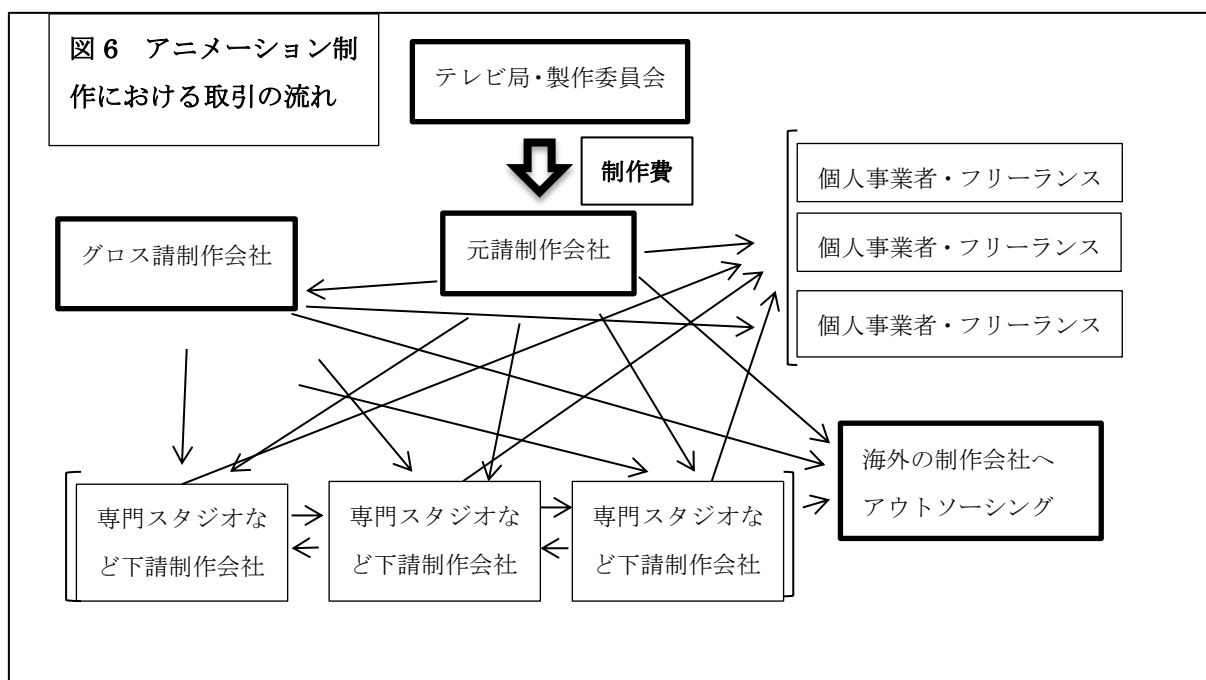 図6 アニメーション制
作における取引の流れ
テレビ局・製作委員会
制作費
個人事業者・フリーランス
個人事業者・フリーランス
個人事業者・フリーランス
グロス請制作会社
元請制作会社
海外の制作会社へ
アウトソーシング
専門スタジオな
ど下請制作会社
専門スタジオな
ど下請制作会社
専門スタジオな
ど下請制作会社